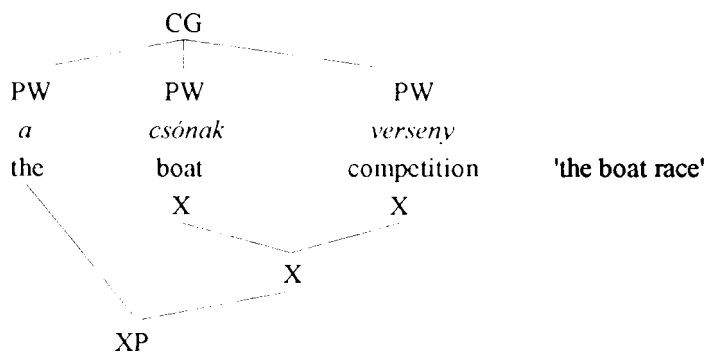 CG
PW PW PW
a csónak verseny
the boat competition 'the boat race'
X X
X
XP